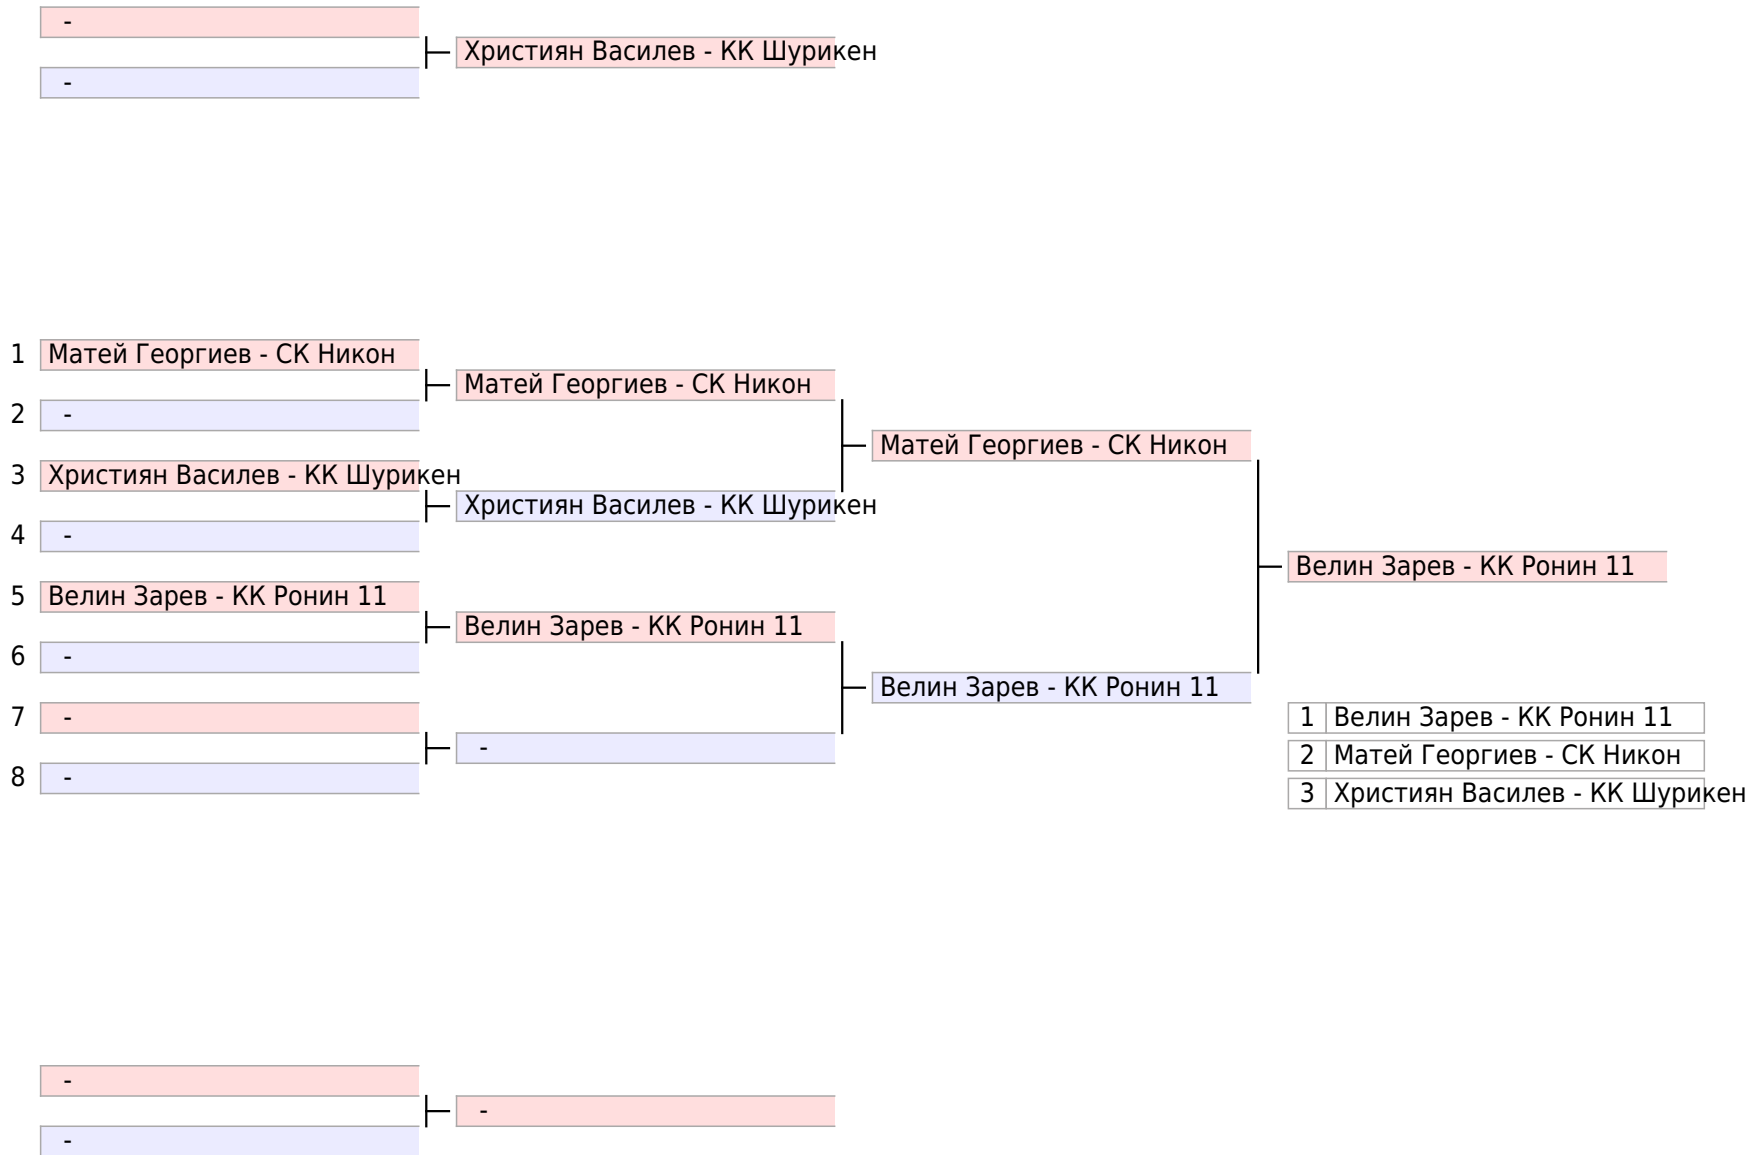 -
Християн Василев - КК Шурикен
-
1 Матей Георгиев - СК Никон
Матей Георгиев - СК Никон
2 -
Матей Георгиев - СК Никон
3 Християн Василев - КК Шурикен
Християн Василев - КК Шурикен
4 -
Велин Зарев - КК Ронин 11
5 Велин Зарев - КК Ронин 11
Велин Зарев - КК Ронин 11
6 -
Велин Зарев - КК Ронин 11
7 -
1 Велин Зарев - КК Ронин 11
-
2 Матей Георгиев - СК Никон
8 -
3 Християн Василев - КК Шурикен
-
-
-